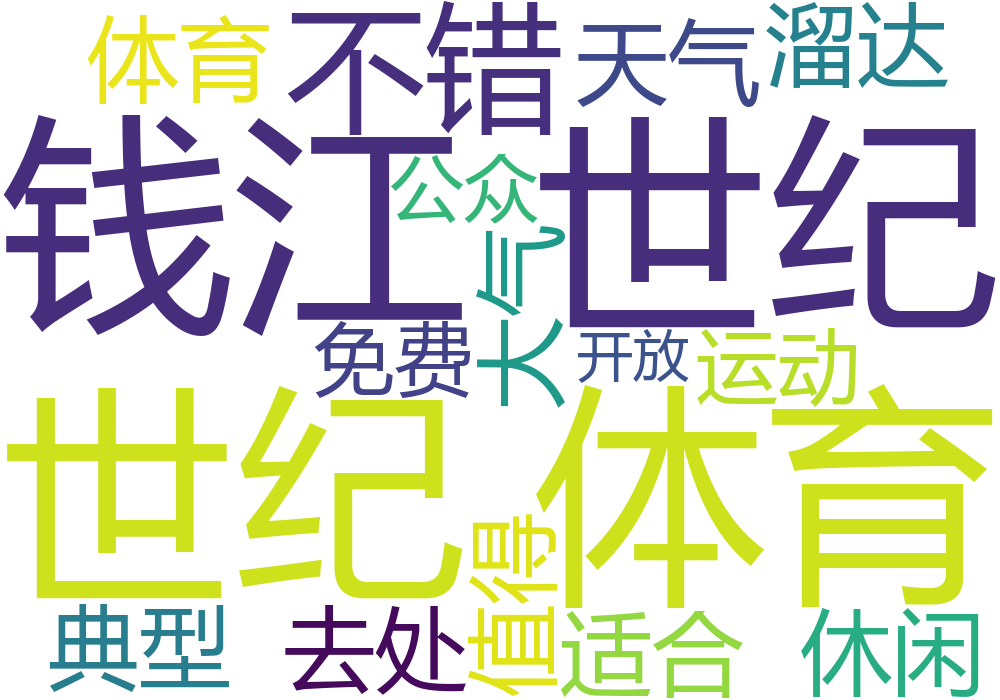 体育
不错
天气
溜达
钱江 世纪
公众
大气
免费
开放
运动
世纪 体育
值得
典型
去处
适合
休闲